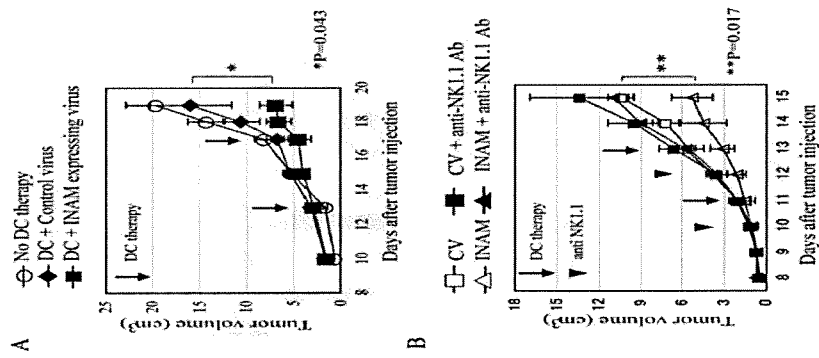 A
No DC therapy
DC + Control virus
DC + INAM expressing virus
DC therapy
Tumor volume (cm³)
20
15
10
5
0
8
10
12
14
16
18
20
Days after tumor injection
*
*P=0.043
B
CV
CV + anti-NK1.1 Ab
INAM
INAM + anti-NK1.1 Ab
DC therapy
anti NK1.1
Tumor volume (cm³)
18
15
12
9
6
3
0
8
9
10
11
12
13
14
15
Days after tumor injection
**
**P=0.017